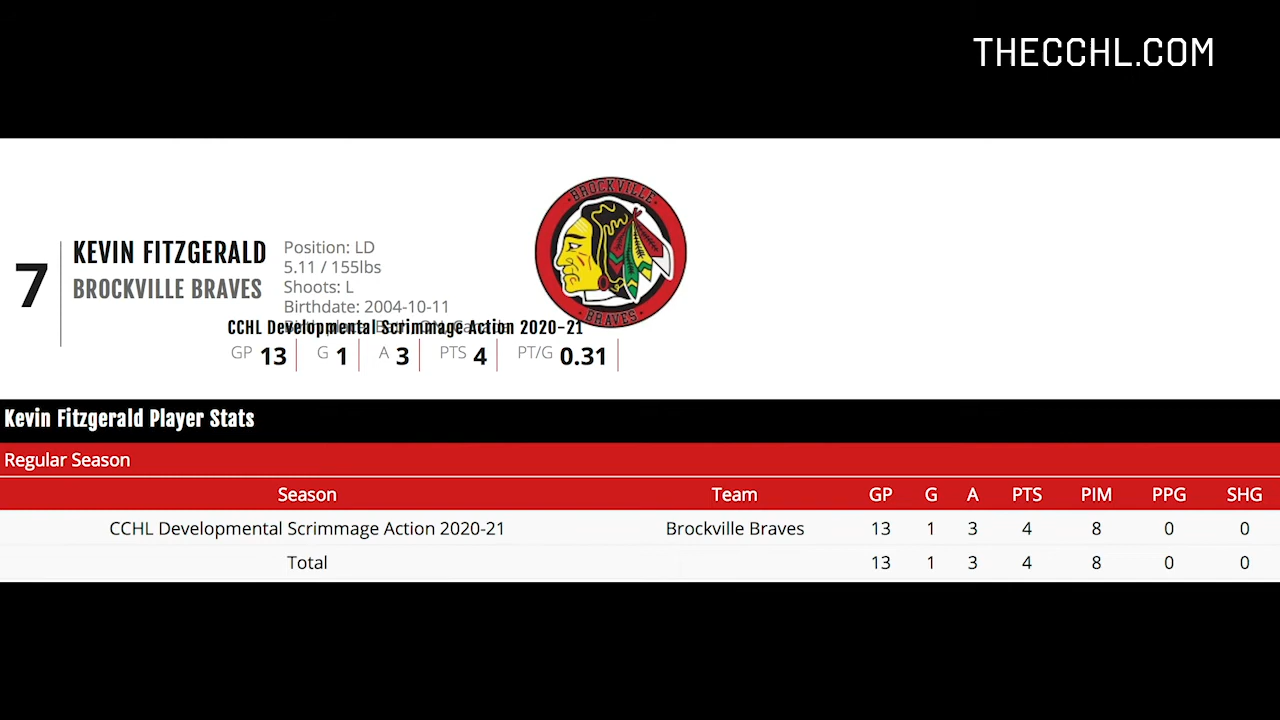 THECCHL.COM
BROCKVILLE
BRAVES
7
KEVIN FITZGERALD
BROCKVILLE BRAVES
Position: LD
5.11 / 155lbs
Shoots: L
Birthdate: 2004-10-11
CCHL Developmental Scrimmage Action 2020-21
GP 13 G 1 A 3 PTS 4 PT/G 0.31
Kevin Fitzgerald Player Stats
Regular Season
Season Team GP G A PTS PIM PPG SHG
CCHL Developmental Scrimmage Action 2020-21 Brockville Braves 13 1 3 4 8 0 0
Total 13 1 3 4 8 0 0